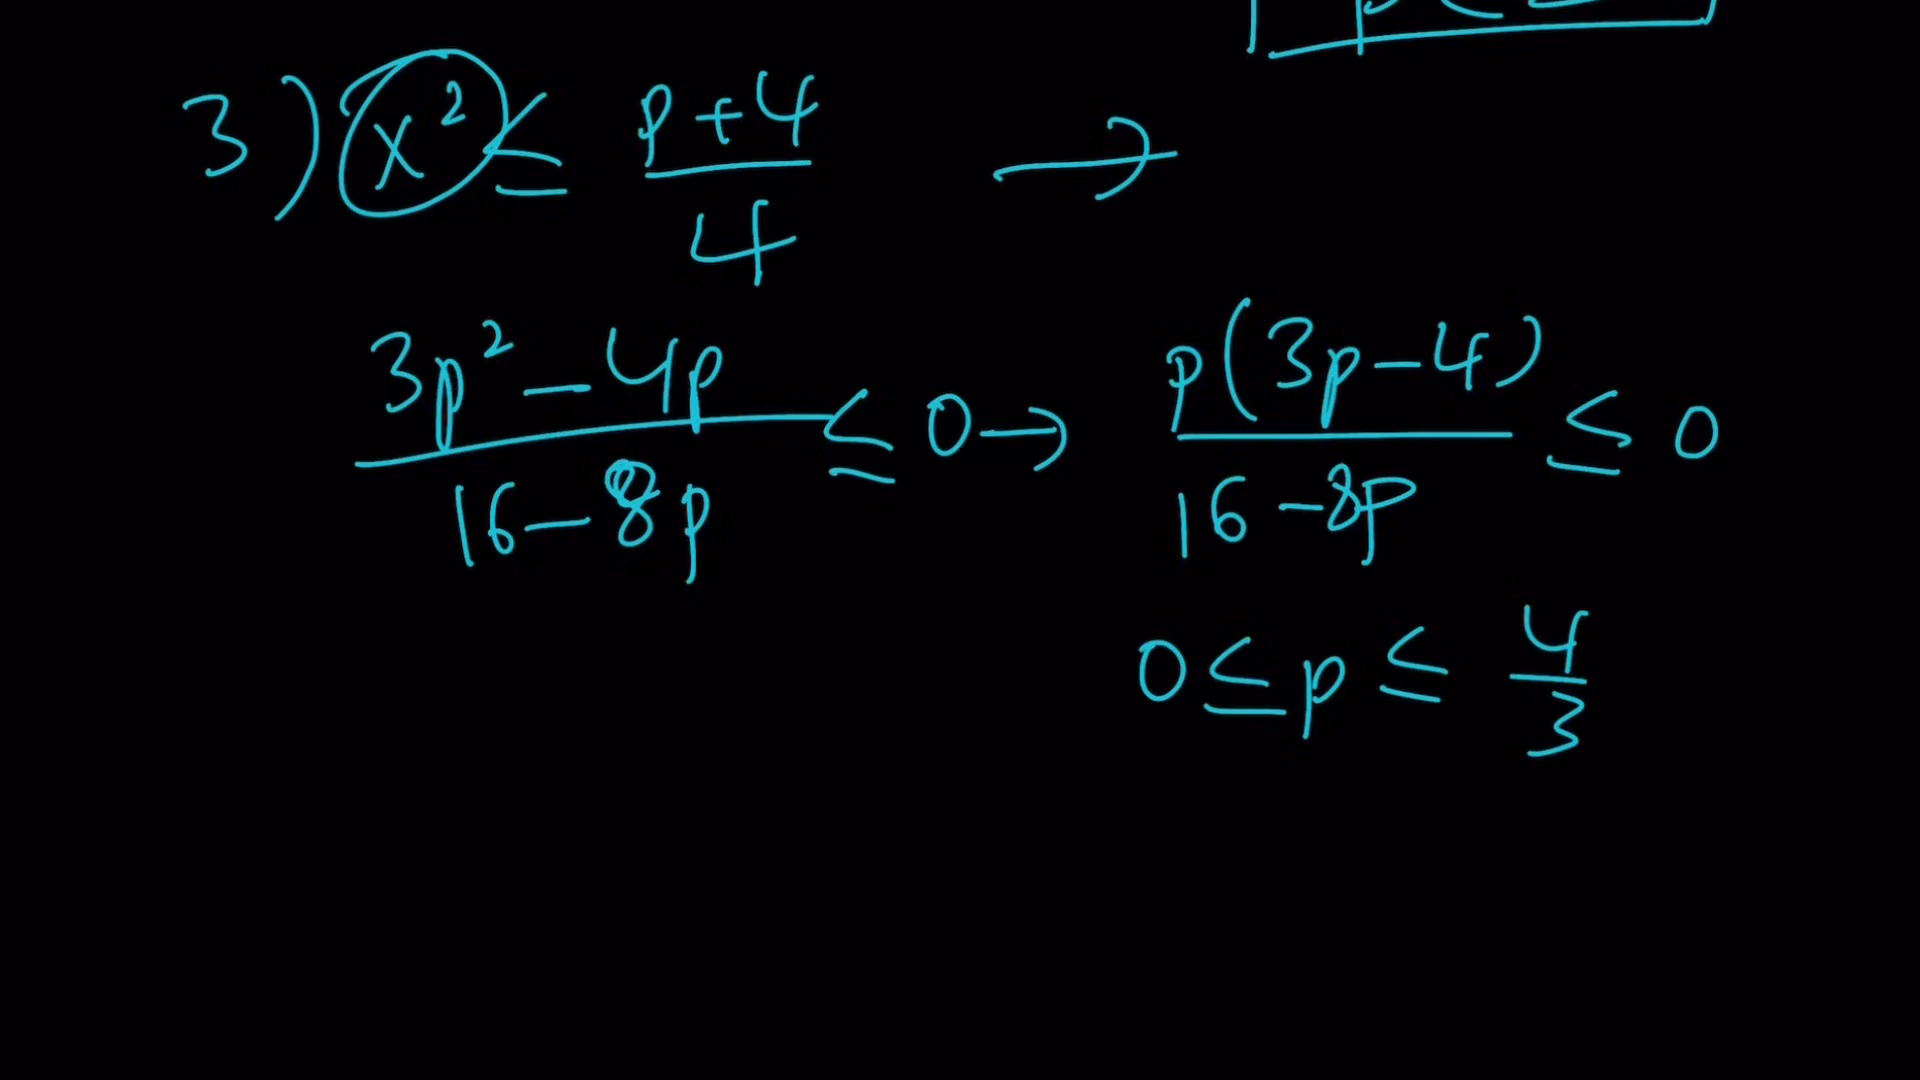 3) x² ≤ (p+4)/4 →
(3p² − 4p)/(16 − 8p) ≤ 0 → p(3p − 4)/(16 − 8p) ≤ 0
0 ≤ p ≤ 4/3